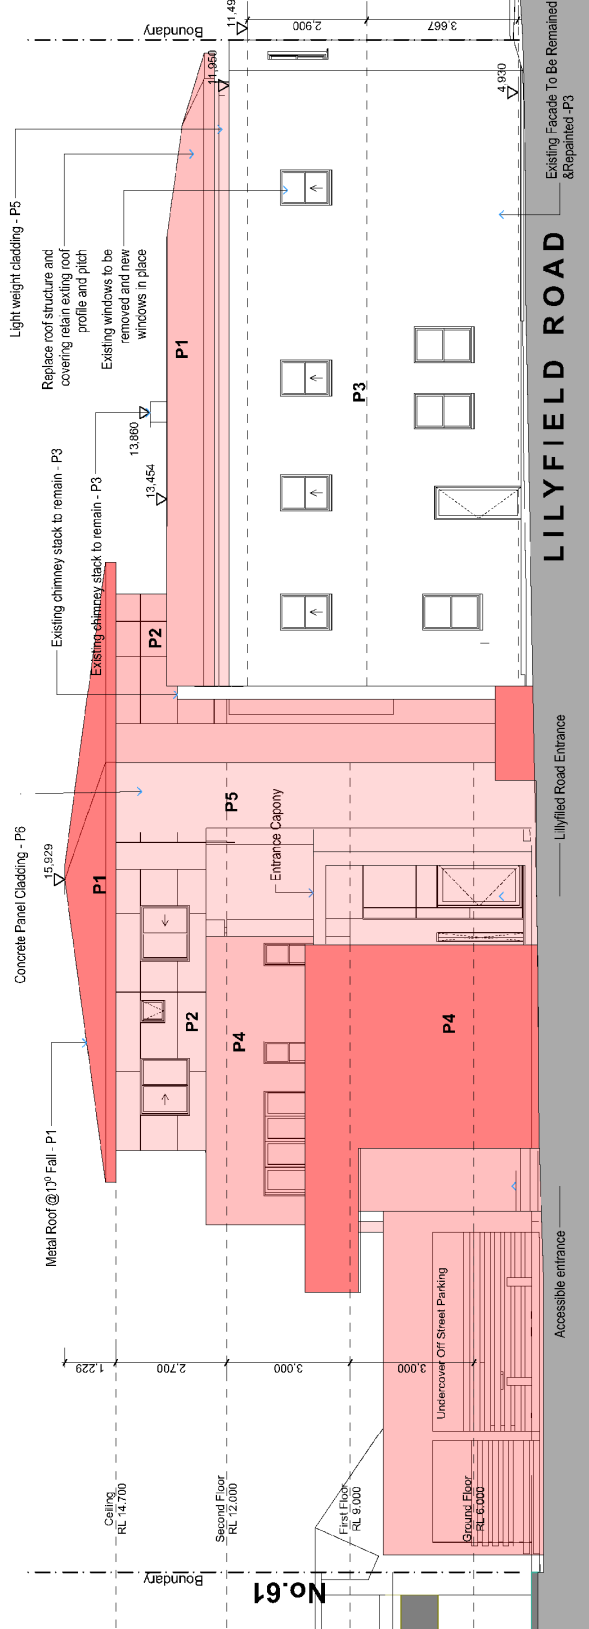 Light weight cladding - P5
Replace roof structure and
covering retain exting roof
profile and pitch
Existing windows to be
removed and new
windows in place
Existing chimney stack to remain - P3
Existing chimney stack to remain - P3
Concrete Panel Cladding - P6
Metal Roof @10° Fall - P1
15,929
13,860
13,454
11,950
11,49
4,930
2,900
3,667
Boundary
Existing Facade To Be Remained
&Repainted -P3
P1
P3
P2
P5
P1
P2
P4
P4
Entrance Capony
LILYFIELD ROAD
Lillyfiled Road Entrance
Accessible entrance
Undercover Off Street Parking
1,229
2,700
3,000
3,000
Ceiling
RL 14.700
Second Floor
RL 12.000
First Floor
RL 9.000
Ground Floor
RL 6.000
Boundary
No.61